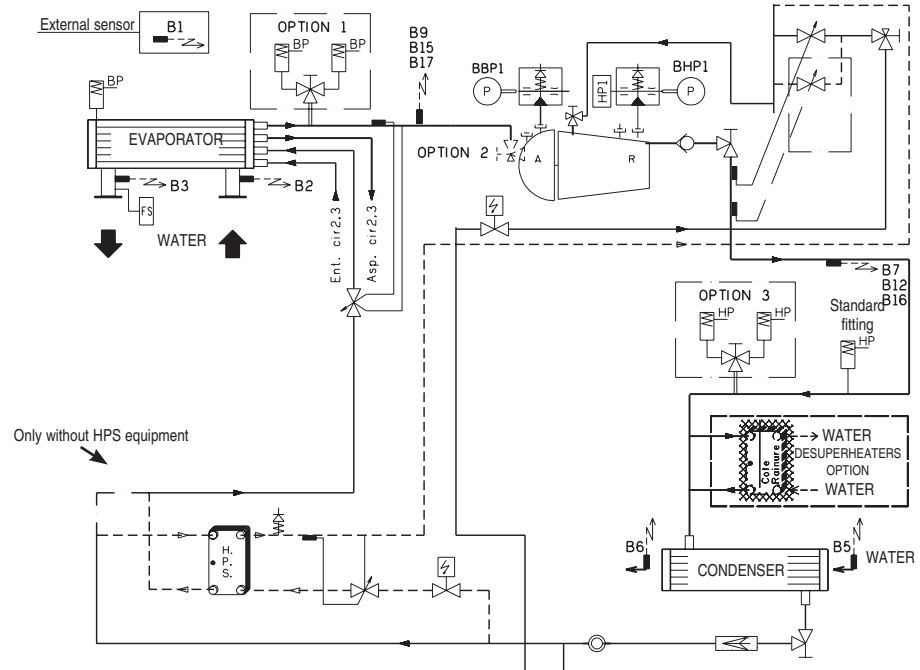 External sensor
B1
OPTION 1
BP
BP
BP
B9
B15
B17
BBP1
P
HP1
BHP1
P
EVAPORATOR
OPTION 2
A
R
B3
B2
FS
WATER
Ent. cir2,3
Asp. cir2,3
B7
B12
B16
OPTION 3
HP
HP
Standard
fitting
HP
Only without HPS equipment
WATER
DESUPERHEATERS
OPTION
WATER
Cote
Rainure
H.
P.
S.
B6
B5
WATER
CONDENSER